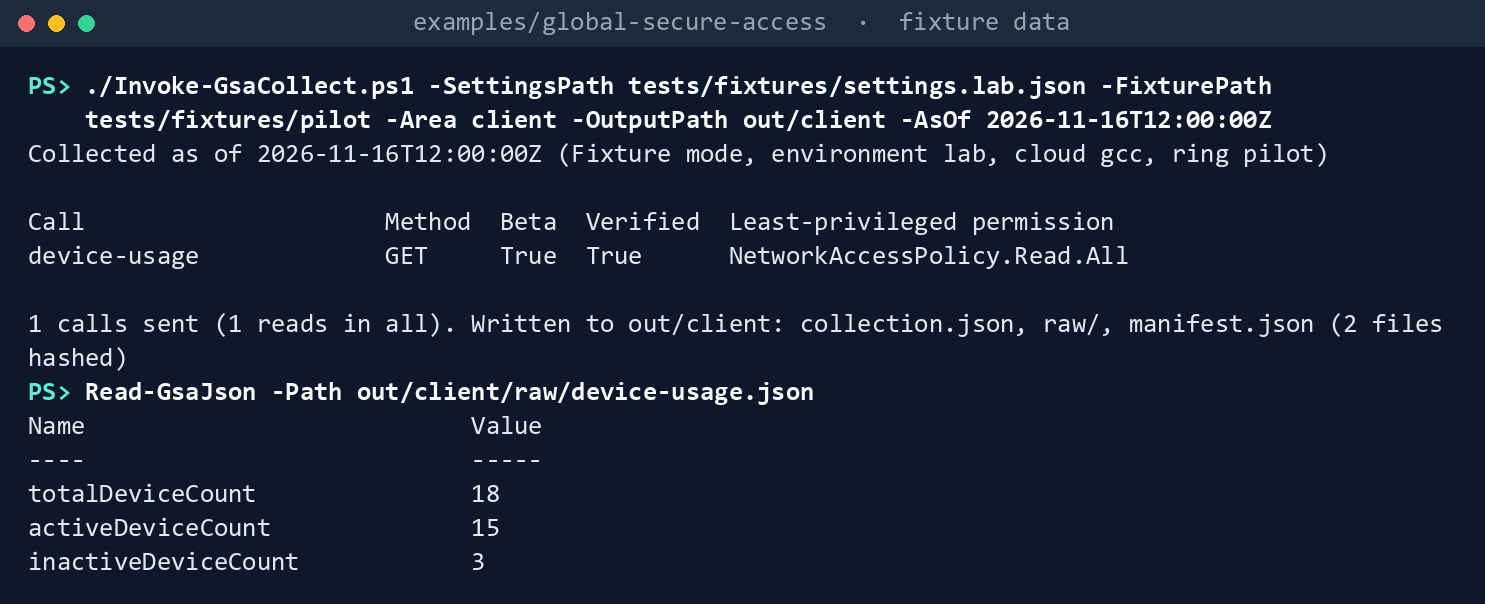 examples/global-secure-access · fixture data
PS> ./Invoke-GsaCollect.ps1 -SettingsPath tests/fixtures/settings.lab.json -FixturePath
tests/fixtures/pilot -Area client -OutputPath out/client -AsOf 2026-11-16T12:00:00Z
Collected as of 2026-11-16T12:00:00Z (Fixture mode, environment lab, cloud gcc, ring pilot)
Call Method Beta Verified Least-privileged permission
device-usage GET True True NetworkAccessPolicy.Read.All
1 calls sent (1 reads in all). Written to out/client: collection.json, raw/, manifest.json (2 files
hashed)
PS> Read-GsaJson -Path out/client/raw/device-usage.json
Name Value
---- -----
totalDeviceCount 18
activeDeviceCount 15
inactiveDeviceCount 3